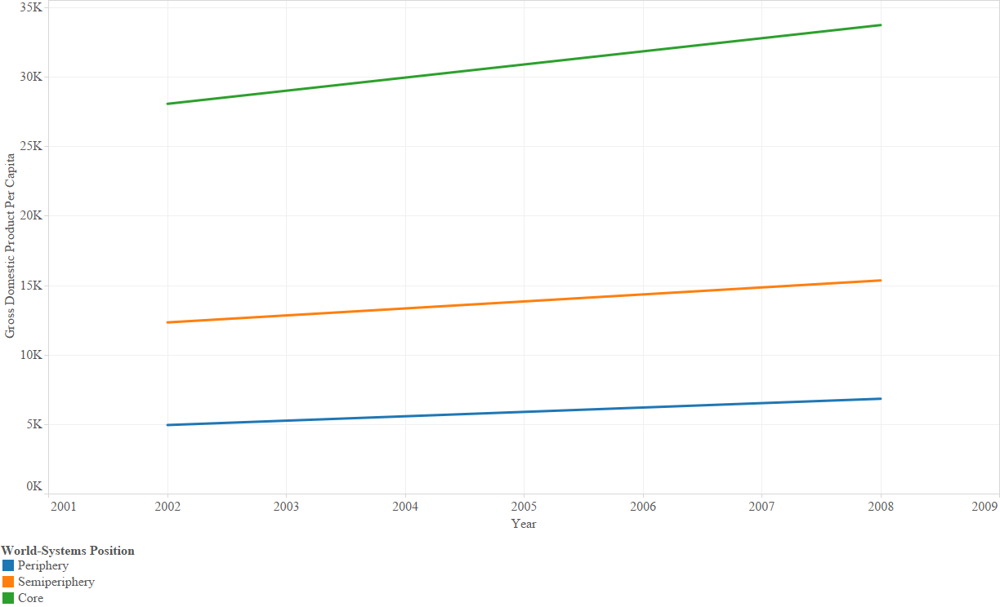 35K
30K
25K
20K
15K
10K
5K
0K
Gross Domestic Product Per Capita
2001 2002 2003 2004 2005 2006 2007 2008 2009
Year
World-Systems Position
Periphery
Semiperiphery
Core